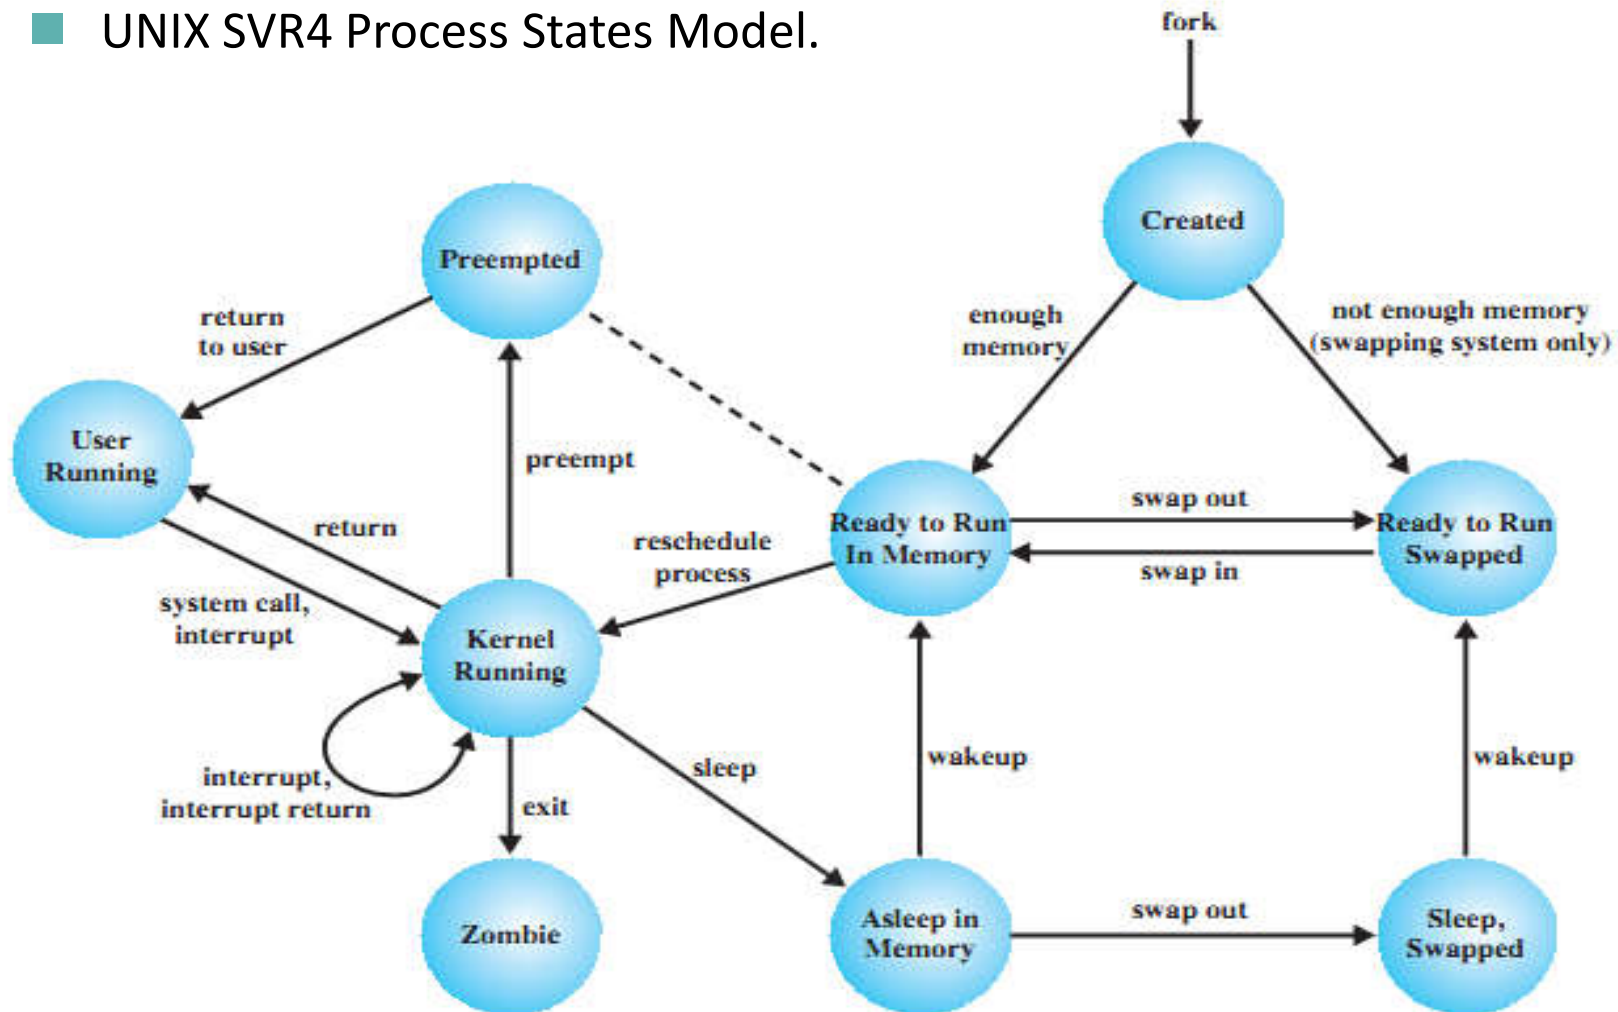 UNIX SVR4 Process States Model.
fork
Created
Preempted
return
to user
enough
memory
not enough memory
(swapping system only)
User
Running
preempt
return
reschedule
process
Ready to Run
In Memory
swap out
swap in
Ready to Run
Swapped
system call,
interrupt
Kernel
Running
interrupt,
interrupt return
exit
sleep
wakeup
wakeup
Zombie
Asleep in
Memory
swap out
Sleep,
Swapped